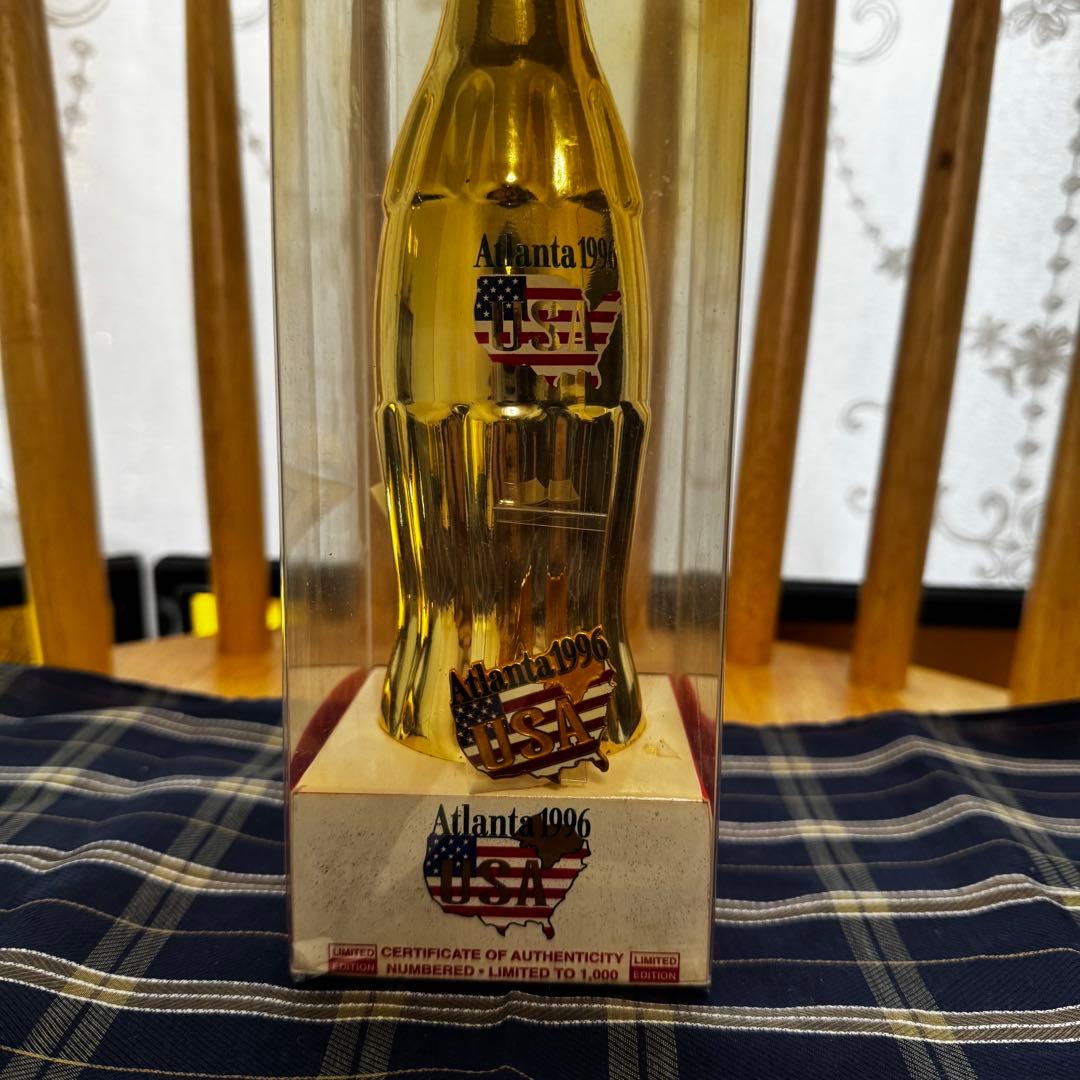 Atlanta 1996
USA
Atlanta 1996
USA
Atlanta 1996
USA
LIMITED EDITION
CERTIFICATE OF AUTHENTICITY
NUMBERED • LIMITED TO 1,000
LIMITED EDITION